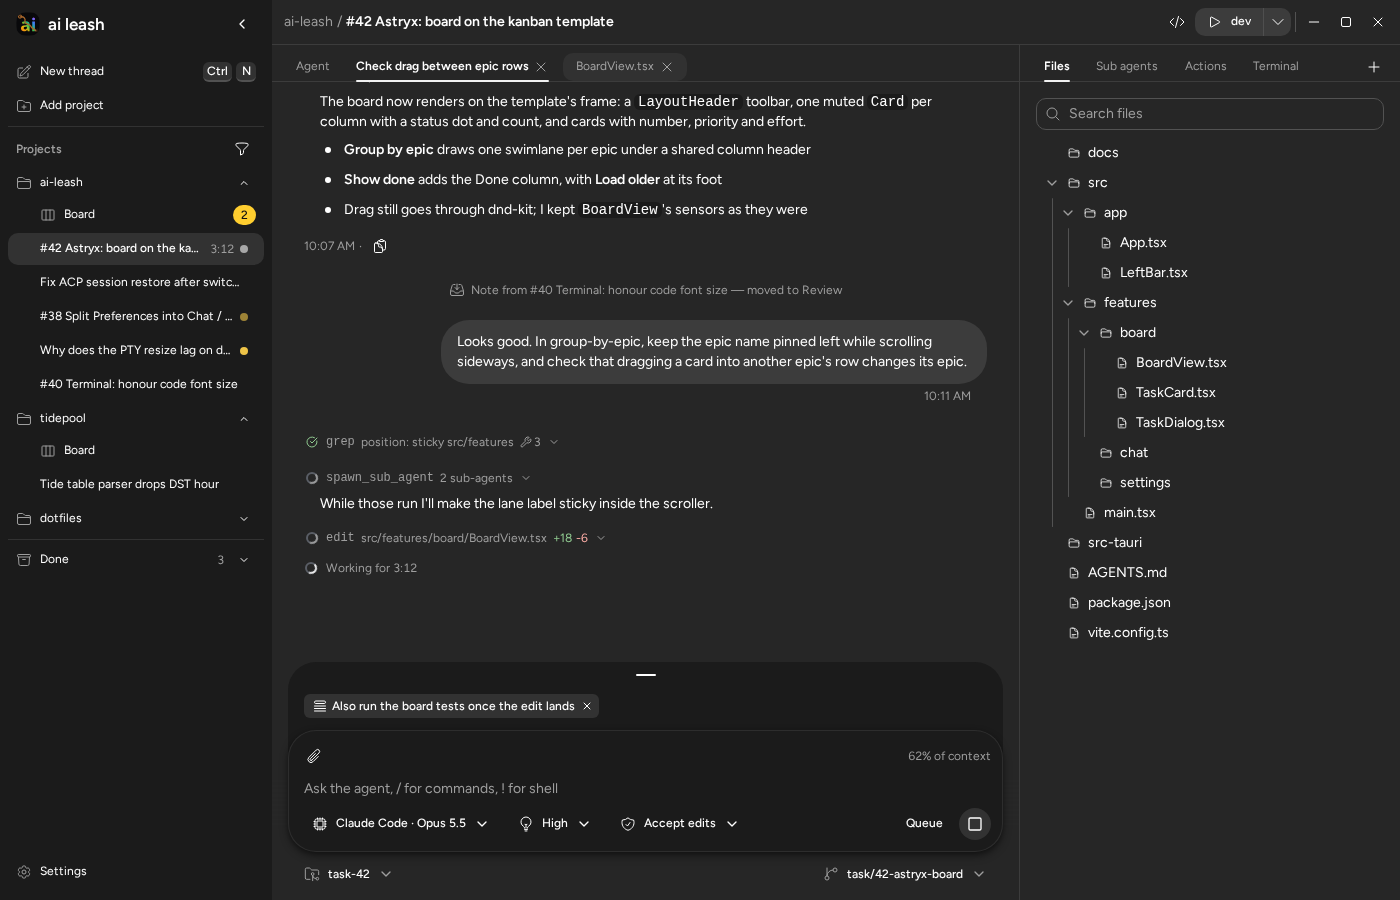 ai leash
New thread Ctrl N
Add project
Projects
ai-leash
Board 2
#42 Astryx: board on the ka... 3:12
Fix ACP session restore after switc...
#38 Split Preferences into Chat / ...
Why does the PTY resize lag on d...
#40 Terminal: honour code font size
tidepool
Board
Tide table parser drops DST hour
dotfiles
Done 3
Settings
ai-leash / #42 Astryx: board on the kanban template
dev
Agent
Check drag between epic rows
BoardView.tsx
The board now renders on the template's frame: a LayoutHeader toolbar, one muted Card per
column with a status dot and count, and cards with number, priority and effort.
Group by epic draws one swimlane per epic under a shared column header
Show done adds the Done column, with Load older at its foot
Drag still goes through dnd-kit; I kept BoardView's sensors as they were
10:07 AM ·
Note from #40 Terminal: honour code font size — moved to Review
Looks good. In group-by-epic, keep the epic name pinned left while scrolling
sideways, and check that dragging a card into another epic's row changes its epic.
10:11 AM
grep position: sticky src/features 3
spawn_sub_agent 2 sub-agents
While those run I'll make the lane label sticky inside the scroller.
edit src/features/board/BoardView.tsx +18 -6
Working for 3:12
Also run the board tests once the edit lands
62% of context
Ask the agent, / for commands, ! for shell
Claude Code · Opus 5.5
High
Accept edits
Queue
task-42
task/42-astryx-board
Files
Sub agents
Actions
Terminal
Search files
docs
src
app
App.tsx
LeftBar.tsx
features
board
BoardView.tsx
TaskCard.tsx
TaskDialog.tsx
chat
settings
main.tsx
src-tauri
AGENTS.md
package.json
vite.config.ts